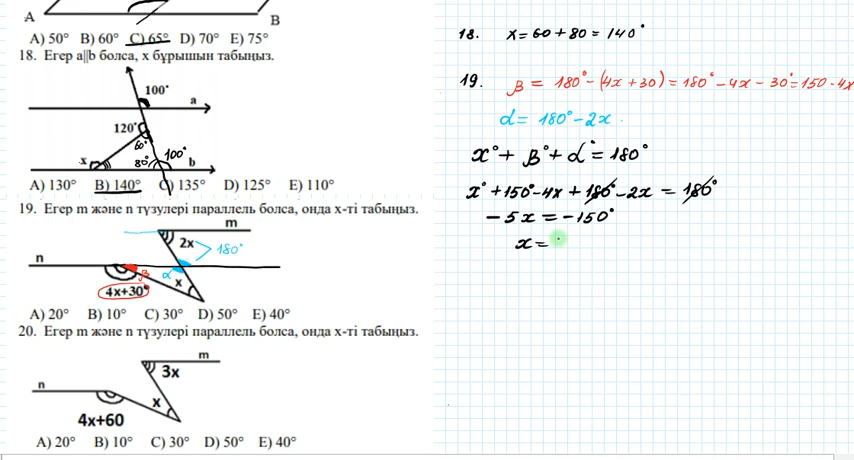 A
B
A) 50° B) 60° C) 65° D) 70° E) 75°
18. Егер a||b болса, x бұрышын табыңыз.
100°
a
120°
60°
x
80°
100°
b
A) 130° B) 140° C) 135° D) 125° E) 110°
19. Егер m және n түзулері параллель болса, онда x-ті табыңыз.
m
2x
180°
n
β
α
x
4x+30°
A) 20° B) 10° C) 30° D) 50° E) 40°
20. Егер m және n түзулері параллель болса, онда x-ті табыңыз.
m
3x
n
x
4x+60
A) 20° B) 10° C) 30° D) 50° E) 40°
18. x = 60 + 80 = 140°
19. β = 180° - (4x + 30) = 180° - 4x - 30° = 150 - 4x
α = 180° - 2x.
x° + β° + α° = 180°
x° + 150° - 4x + 180° - 2x = 180°
- 5x = - 150°
x =